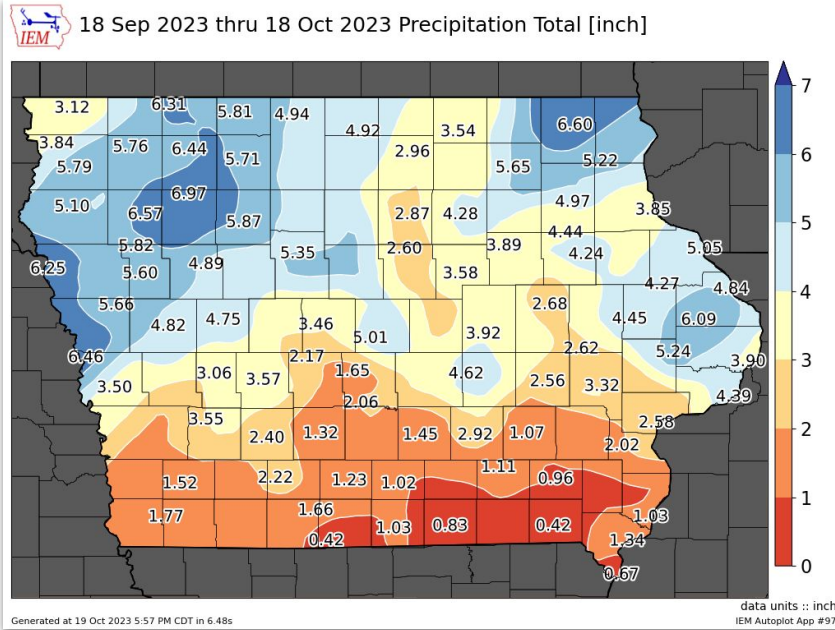 IEM
18 Sep 2023 thru 18 Oct 2023 Precipitation Total [inch]
3.12 6.31 5.81 4.94
4.92 3.54 6.60
3.84 5.76 6.44 5.71 2.96 5.65 5.22
5.79
5.10 6.97
6.57 5.87 2.87 4.28 4.97 3.85
4.44
5.82 5.35 2.60 3.89 4.24 5.05
6.25 5.60 4.89 3.58
4.27 4.84
5.66 2.68
4.82 4.75 3.46 5.01 3.92 4.45 6.09
6.46 2.17 2.62 5.24 3.90
3.50 3.06 3.57 1.65 4.62 2.56 3.32
2.06 4.39
3.55 2.40 1.32 1.45 2.92 1.07 2.58
2.02
1.52 2.22 1.23 1.02 1.11 0.96
1.77 1.66 1.03
0.42 1.03 0.83 0.42 1.34
0.67
7
6
5
4
3
2
1
0
data units :: inch
Generated at 19 Oct 2023 5:57 PM CDT in 6.48s
IEM Autoplot App #97